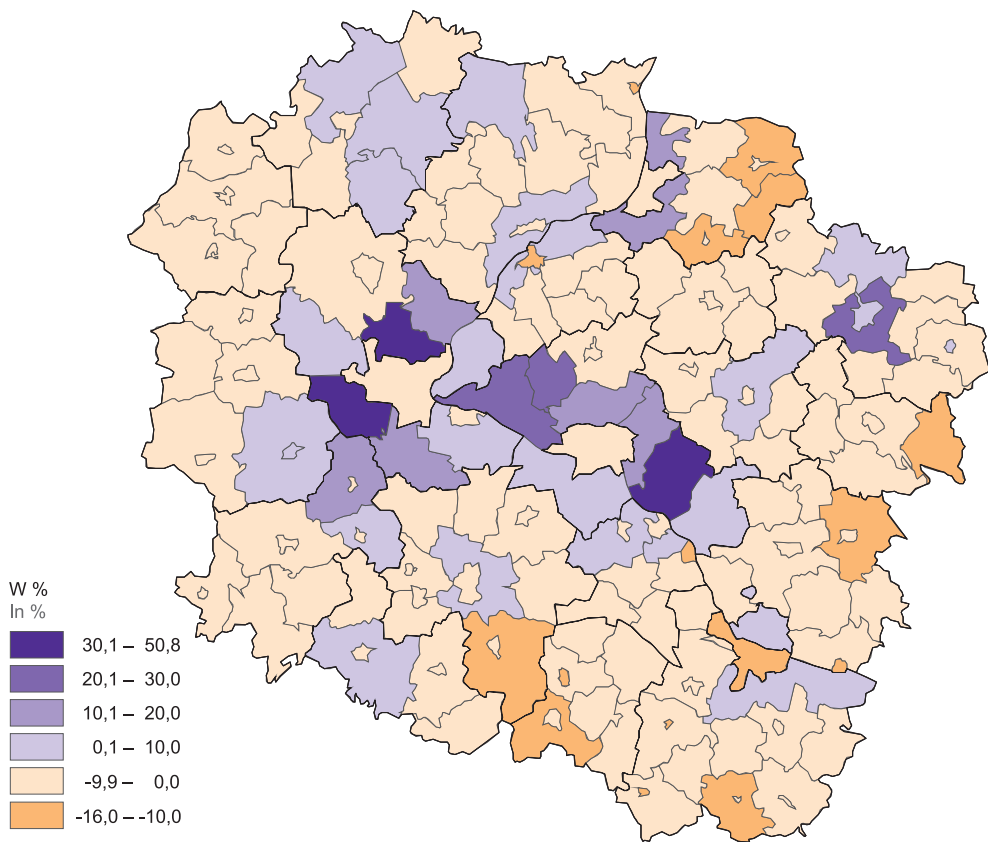 W %
In %
30,1 – 50,8
20,1 – 30,0
10,1 – 20,0
0,1 – 10,0
-9,9 – 0,0
-16,0 – -10,0